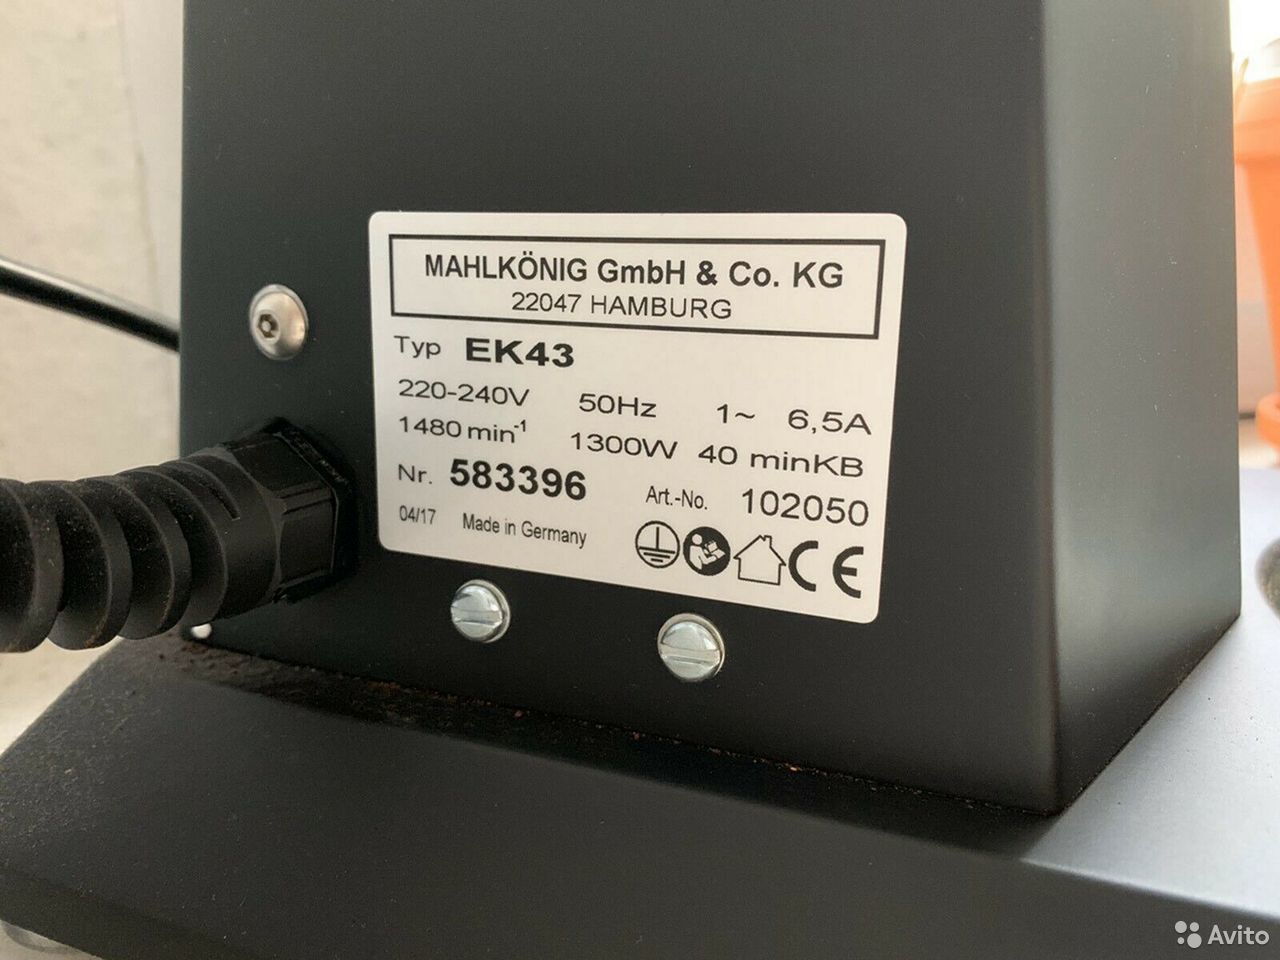 MAHLKÖNIG GmbH & Co. KG
22047 HAMBURG
Typ EK43
220-240V 50Hz 1~ 6,5A
1480 min⁻¹ 1300W 40 minKB
Nr. 583396 Art.-No. 102050
04/17 Made in Germany
CE
Avito